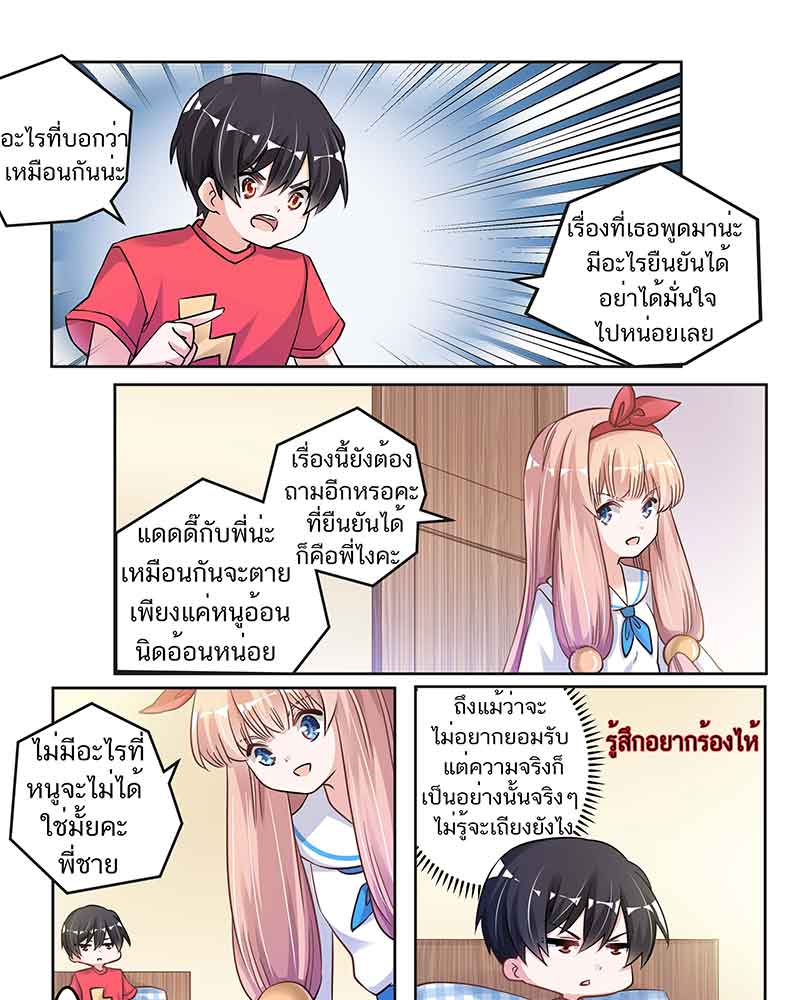 อะไรที่บอกว่า
เหมือนกันน่ะ
เรื่องที่เธอพูดมาน่ะ
มีอะไรยืนยันได้
อย่าได้มั่นใจ
ไปหน่อยเลย
เรื่องนี้ยังต้อง
ถามอีกหรอคะ
ที่ยืนยันได้
ก็คือพี่ไงคะ
แดดดี๊กับพี่น่ะ
เหมือนกันจะตาย
เพียงแค่หนูอ้อน
นิดอ้อนหน่อย
ไม่มีอะไรที่
หนูจะไม่ได้
ใช่มั้ยคะ
พี่ชาย
ถึงแม้ว่าจะ
ไม่อยากยอมรับ
แต่ความจริงก็
เป็นอย่างนั้นจริงๆ
ไม่รู้จะเถียงยังไง
รู้สึกอยากร้องไห้